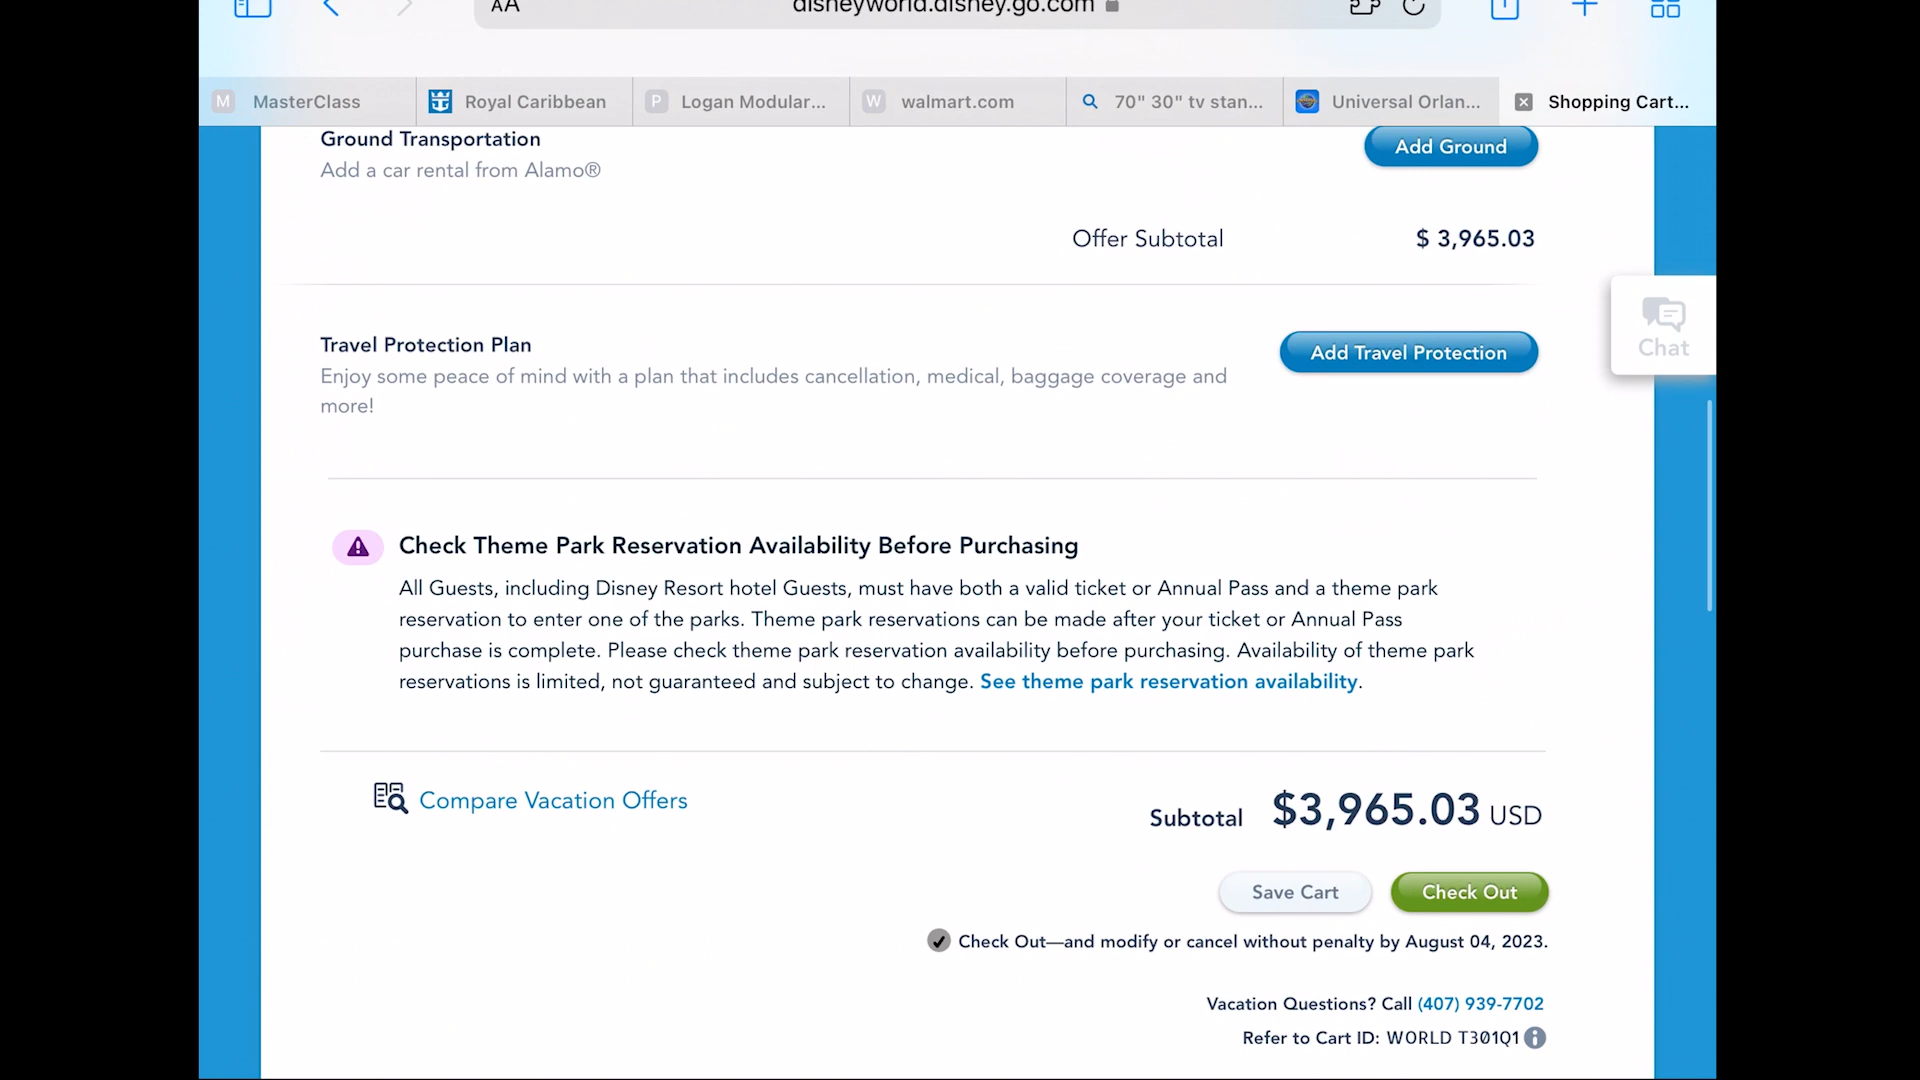 AA
disneyworld.disney.go.com
M MasterClass
Royal Caribbean
P Logan Modular...
W walmart.com
70" 30" tv stan...
Universal Orlan...
Shopping Cart...
Ground Transportation
Add Ground
Add a car rental from Alamo®
Offer Subtotal $ 3,965.03
Chat
Travel Protection Plan
Add Travel Protection
Enjoy some peace of mind with a plan that includes cancellation, medical, baggage coverage and
more!
Check Theme Park Reservation Availability Before Purchasing
All Guests, including Disney Resort hotel Guests, must have both a valid ticket or Annual Pass and a theme park
reservation to enter one of the parks. Theme park reservations can be made after your ticket or Annual Pass
purchase is complete. Please check theme park reservation availability before purchasing. Availability of theme park
reservations is limited, not guaranteed and subject to change. See theme park reservation availability.
Compare Vacation Offers
Subtotal $3,965.03 USD
Save Cart
Check Out
Check Out—and modify or cancel without penalty by August 04, 2023.
Vacation Questions? Call (407) 939-7702
Refer to Cart ID: WORLD T301Q1